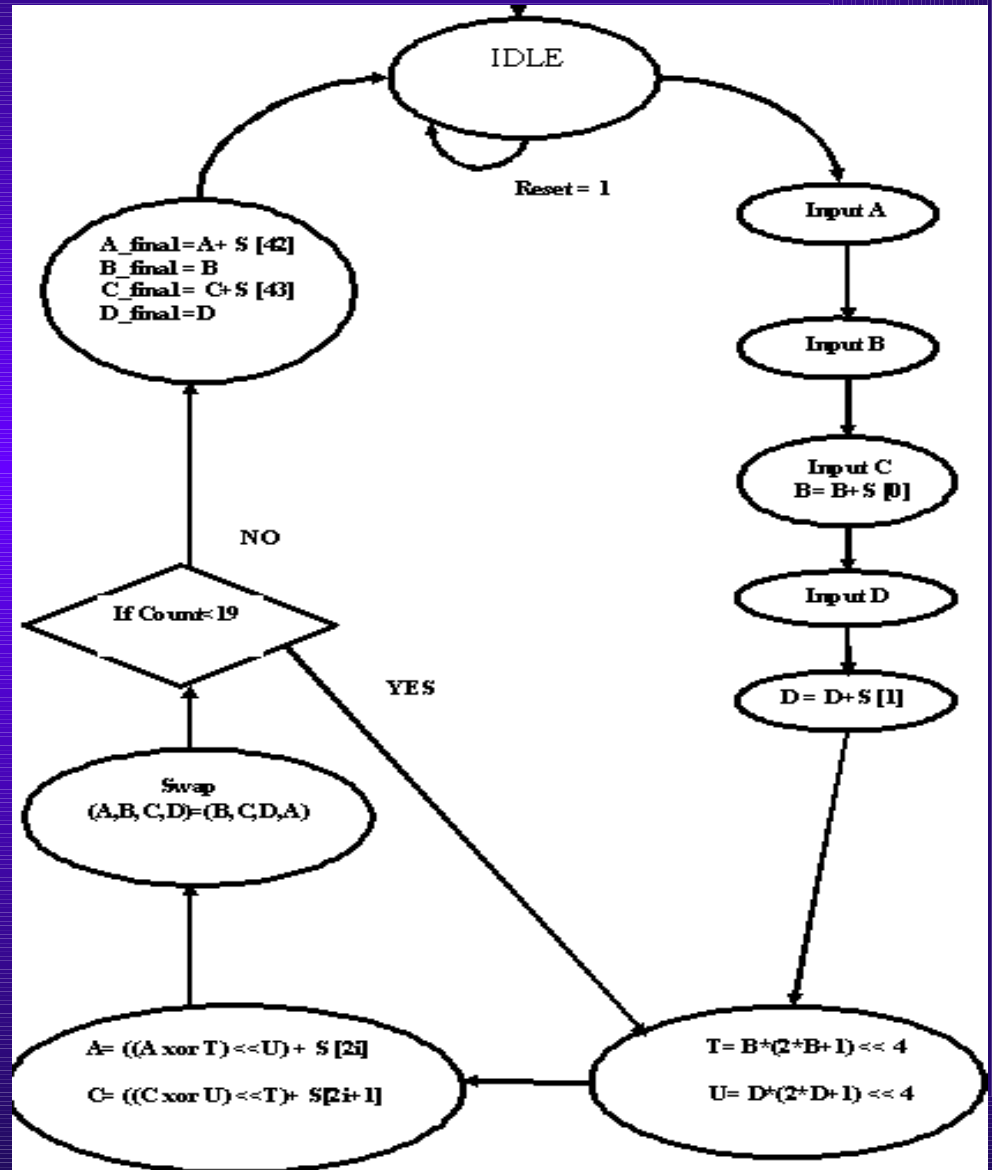 IDLE
Reset = 1
Input A
Input B
Input C
B= B+S [0]
Input D
D= D+S [1]
T= B*(2*B+1) << 4
U= D*(2*D+1) << 4
A= ((A xor T) <<U) + S [2i]
C= ((C xor U) <<T)+ S[2i+1]
Swap
(A,B,C,D)=(B,C,D,A)
If Count<19
YES
NO
A_final=A+ S [42]
B_final = B
C_final= C+S [43]
D_final=D